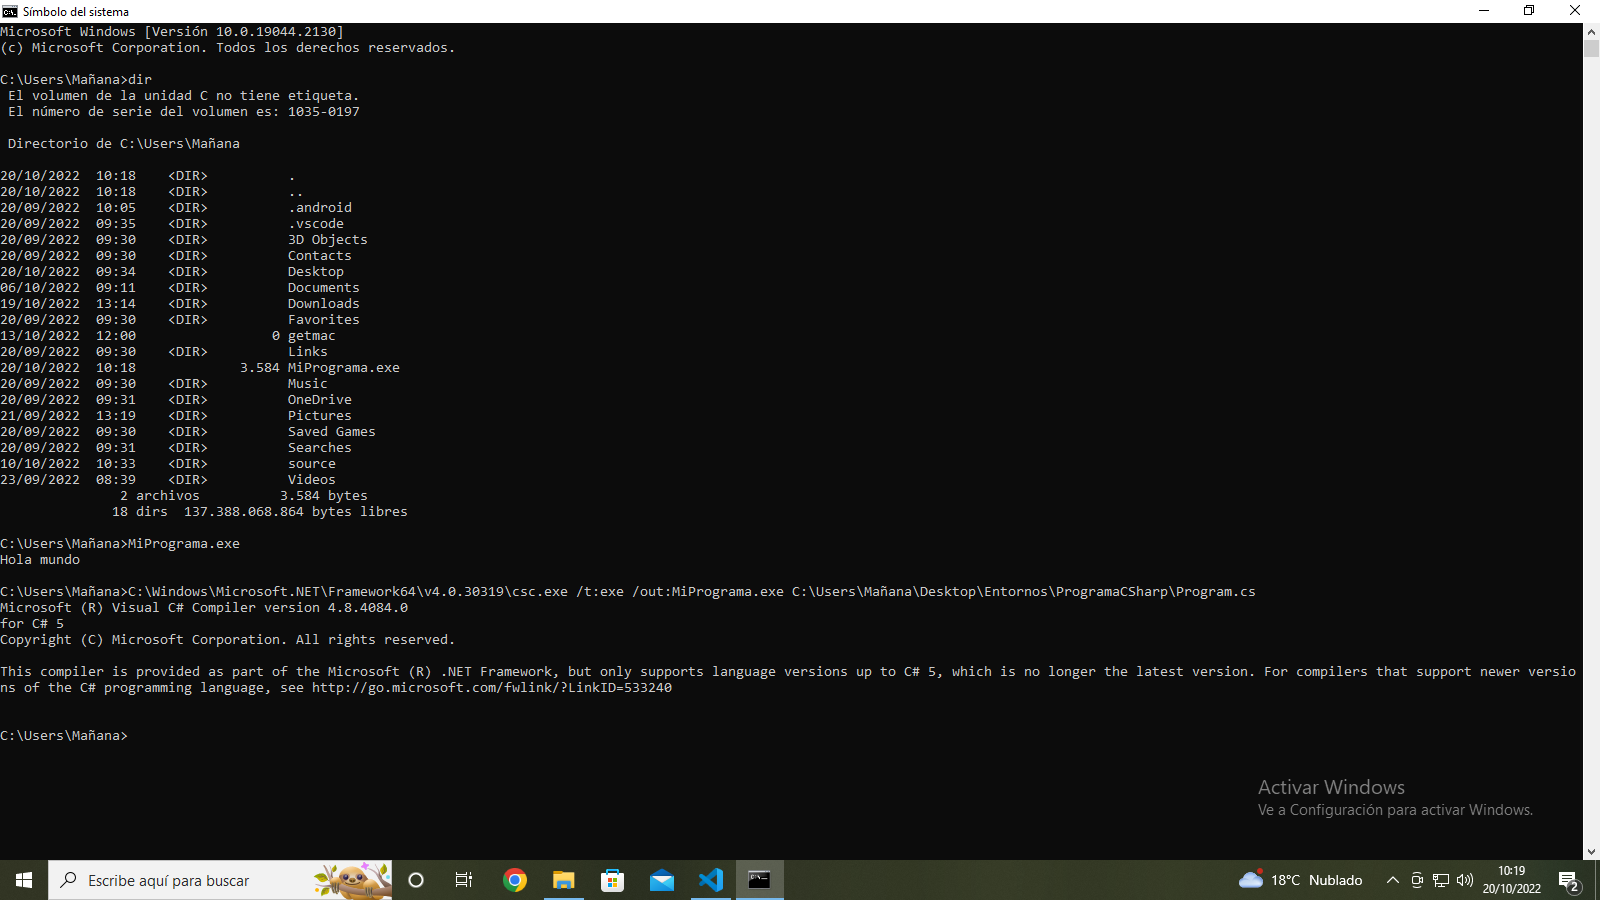 Símbolo del sistema
Microsoft Windows [Versión 10.0.19044.2130]
(c) Microsoft Corporation. Todos los derechos reservados.
C:\Users\Mañana>dir
El volumen de la unidad C no tiene etiqueta.
El número de serie del volumen es: 1035-0197
Directorio de C:\Users\Mañana
20/10/2022  10:18    <DIR>          .
20/10/2022  10:18    <DIR>          ..
20/09/2022  10:05    <DIR>          .android
20/09/2022  09:35    <DIR>          .vscode
20/09/2022  09:30    <DIR>          3D Objects
20/09/2022  09:30    <DIR>          Contacts
20/10/2022  09:34    <DIR>          Desktop
06/10/2022  09:11    <DIR>          Documents
19/10/2022  13:14    <DIR>          Downloads
20/09/2022  09:30    <DIR>          Favorites
13/10/2022  12:00                 0 getmac
20/09/2022  09:30    <DIR>          Links
20/10/2022  10:18             3.584 MiPrograma.exe
20/09/2022  09:30    <DIR>          Music
20/09/2022  09:31    <DIR>          OneDrive
21/09/2022  13:19    <DIR>          Pictures
20/09/2022  09:30    <DIR>          Saved Games
20/09/2022  09:31    <DIR>          Searches
10/10/2022  10:33    <DIR>          source
23/09/2022  08:39    <DIR>          Videos
2 archivos          3.584 bytes
18 dirs  137.388.068.864 bytes libres
C:\Users\Mañana>MiPrograma.exe
Hola mundo
C:\Users\Mañana>C:\Windows\Microsoft.NET\Framework64\v4.0.30319\csc.exe /t:exe /out:MiPrograma.exe C:\Users\Mañana\Desktop\Entornos\ProgramaCSharp\Program.cs
Microsoft (R) Visual C# Compiler version 4.8.4084.0
for C# 5
Copyright (C) Microsoft Corporation. All rights reserved.
This compiler is provided as part of the Microsoft (R) .NET Framework, but only supports language versions up to C# 5, which is no longer the latest version. For compilers that support newer versio
ns of the C# programming language, see http://go.microsoft.com/fwlink/?LinkID=533240
C:\Users\Mañana>
Activar Windows
Ve a Configuración para activar Windows.
Escribe aquí para buscar
18°C Nublado
10:19
20/10/2022
2